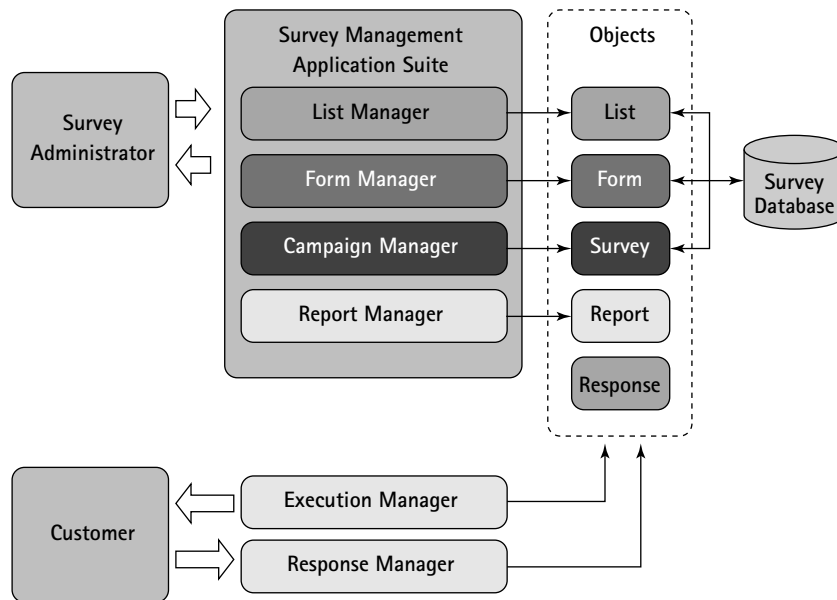 Survey Management
Application Suite
Objects
Survey
Administrator
List Manager
List
Form Manager
Form
Survey
Database
Campaign Manager
Survey
Report Manager
Report
Response
Customer
Execution Manager
Response Manager